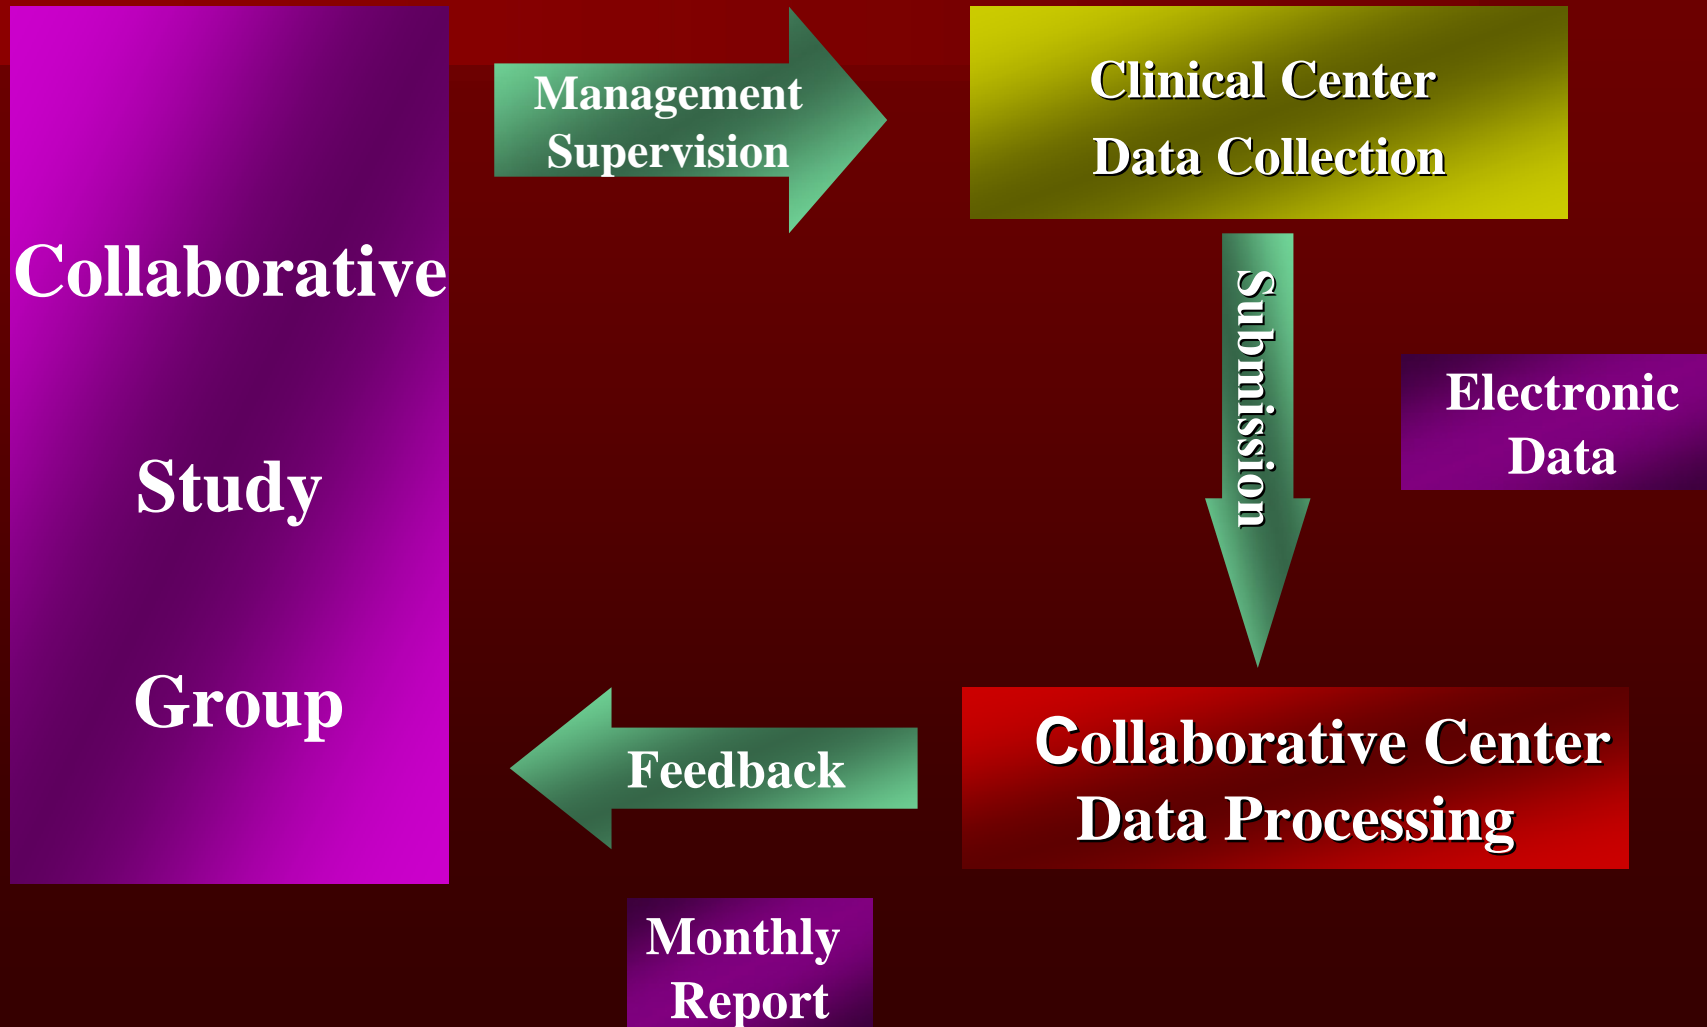 Collaborative
Study
Group
Management
Supervision
Clinical Center
Data Collection
Submission
Electronic
Data
Collaborative Center
Data Processing
Feedback
Monthly
Report